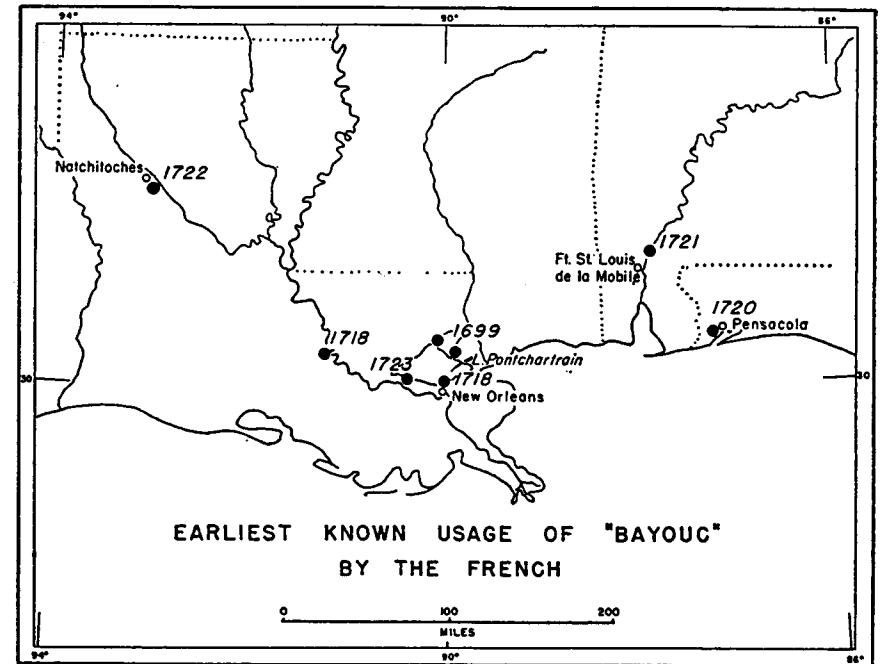 94° 90° 86°
Natchitoches 1722
1721
Ft. St. Louis
de la Mobile
1720
Pensacola
1718
1699
L. Pontchartrain
1723
1718
New Orleans
30 30
EARLIEST KNOWN USAGE OF "BAYOUC"
BY THE FRENCH
0 100 200
MILES
94° 90° 86°